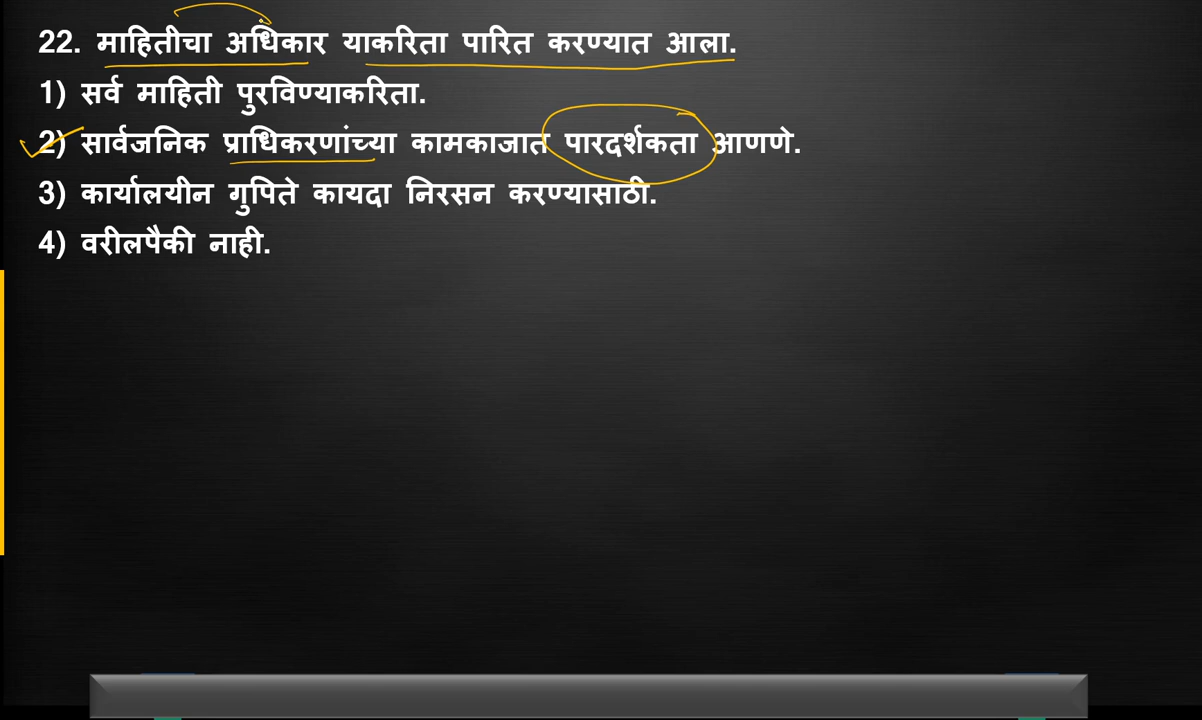 22. माहितीचा अधिकार याकरिता पारित करण्यात आला.
1) सर्व माहिती पुरविण्याकरिता.
2) सार्वजनिक प्राधिकरणांच्या कामकाजात पारदर्शकता आणणे.
3) कार्यालयीन गुपिते कायदा निरसन करण्यासाठी.
4) वरीलपैकी नाही.